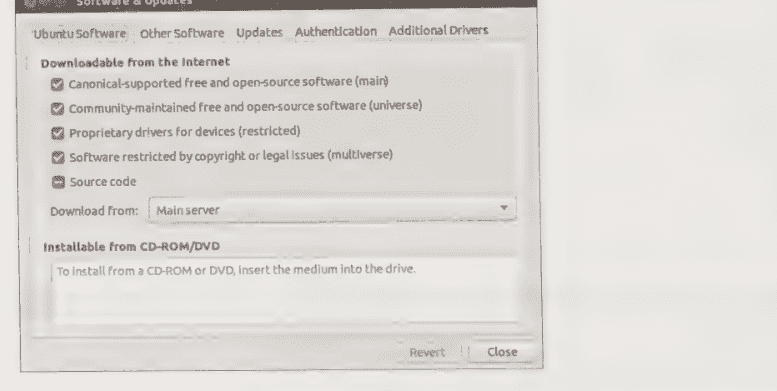 Software & Updates
Ubuntu Software Other Software Updates Authentication Additional Drivers
Downloadable from the Internet
Canonical-supported free and open-source software (main)
Community-maintained free and open-source software (universe)
Proprietary drivers for devices (restricted)
Software restricted by copyright or legal issues (multiverse)
Source code
Download from: Main server
Installable from CD-ROM/DVD
To install from a CD-ROM or DVD, insert the medium into the drive.
Revert Close